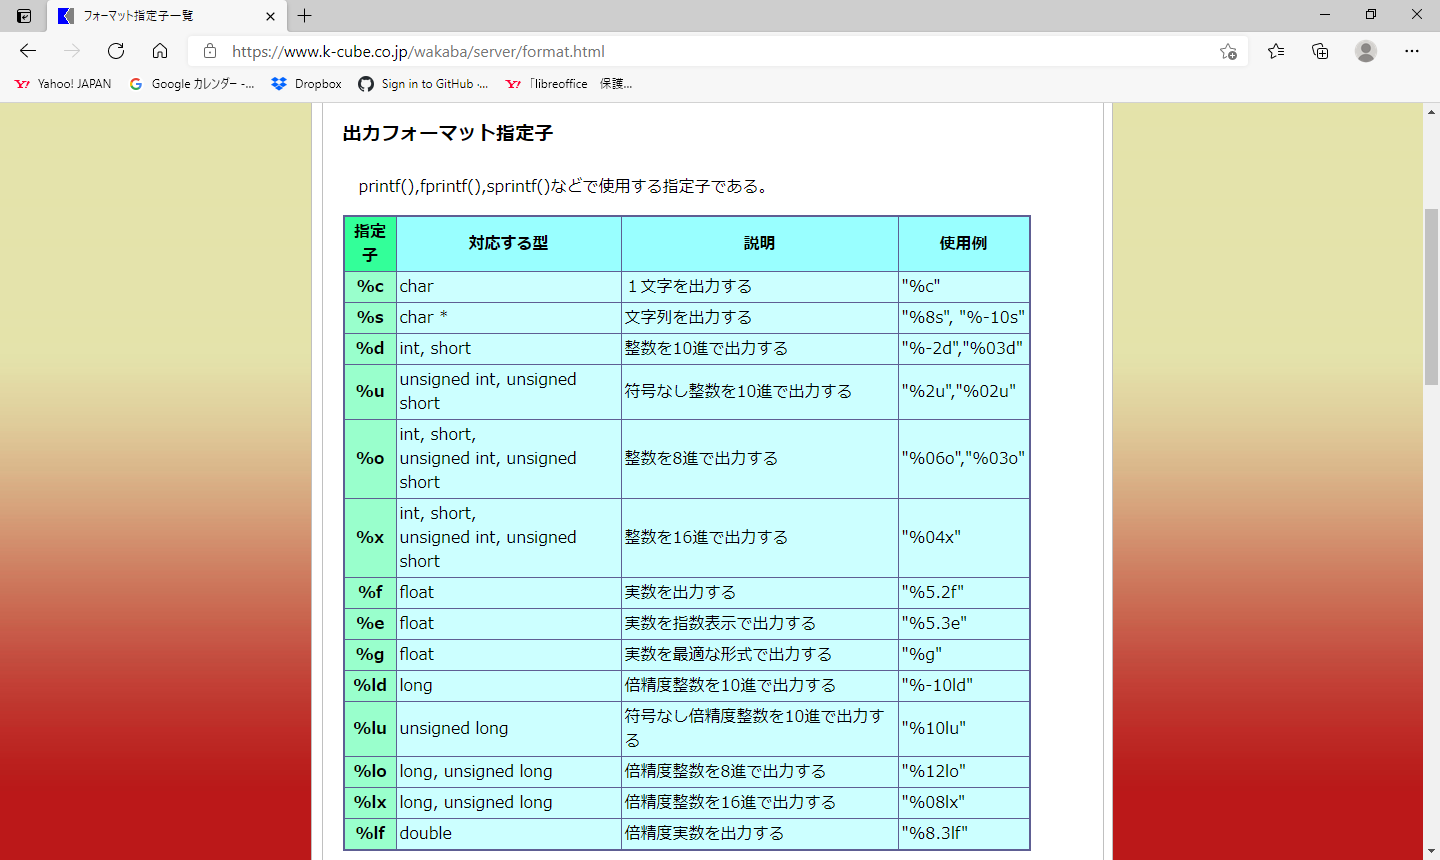 フォーマット指定子一覧
https://www.k-cube.co.jp/wakaba/server/format.html
Yahoo! JAPAN
Google カレンダー -...
Dropbox
Sign in to GitHub ·...
「libreoffice 保護...
出力フォーマット指定子
printf(),fprintf(),sprintf()などで使用する指定子である。
指定
子
対応する型
説明
使用例
%c char １文字を出力する "%c"
%s char * 文字列を出力する "%8s", "%-10s"
%d int, short 整数を10進で出力する "%-2d","%03d"
%u unsigned int, unsigned
short
符号なし整数を10進で出力する "%2u","%02u"
%o int, short,
unsigned int, unsigned
short
整数を8進で出力する "%06o","%03o"
%x int, short,
unsigned int, unsigned
short
整数を16進で出力する "%04x"
%f float 実数を出力する "%5.2f"
%e float 実数を指数表示で出力する "%5.3e"
%g float 実数を最適な形式で出力する "%g"
%ld long 倍精度整数を10進で出力する "%-10ld"
%lu unsigned long 符号なし倍精度整数を10進で出力す
る
"%10lu"
%lo long, unsigned long 倍精度整数を8進で出力する "%12lo"
%lx long, unsigned long 倍精度整数を16進で出力する "%08lx"
%lf double 倍精度実数を出力する "%8.3lf"